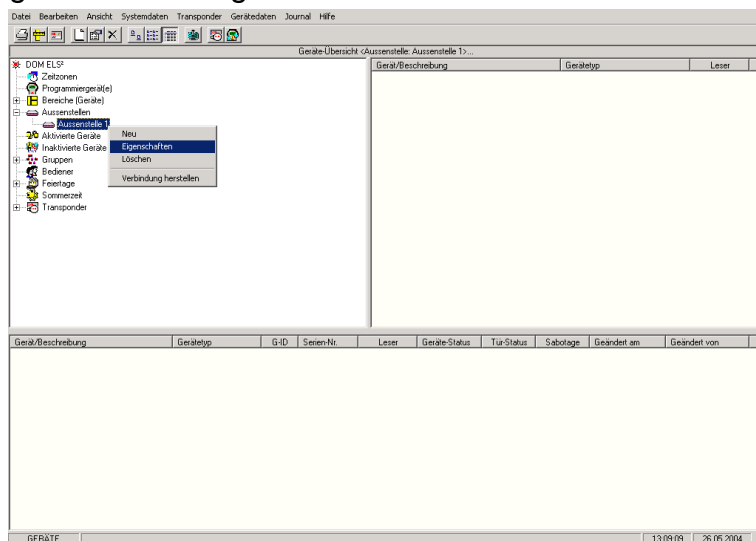 Datei Bearbeiten Ansicht Systemdaten Transponder Gerätedaten Journal Hilfe
Geräte-Übersicht <Aussenstelle: Aussenstelle 1>...
DOM ELS²
Zeitzonen
Programmiergerät(e)
Bereiche (Geräte)
Aussenstellen
Aussenstelle 1
Aktivierte Geräte
Inaktivierte Geräte
Gruppen
Bediener
Feiertage
Sommerzeit
Transponder
Neu
Eigenschaften
Löschen
Verbindung herstellen
Gerät/Beschreibung Gerätetyp Leser
Gerät/Beschreibung Gerätetyp G-ID Serien-Nr. Leser Geräte-Status Tür-Status Sabotage Geändert am Geändert von
GERÄTE 13:09:09 26.05.2004